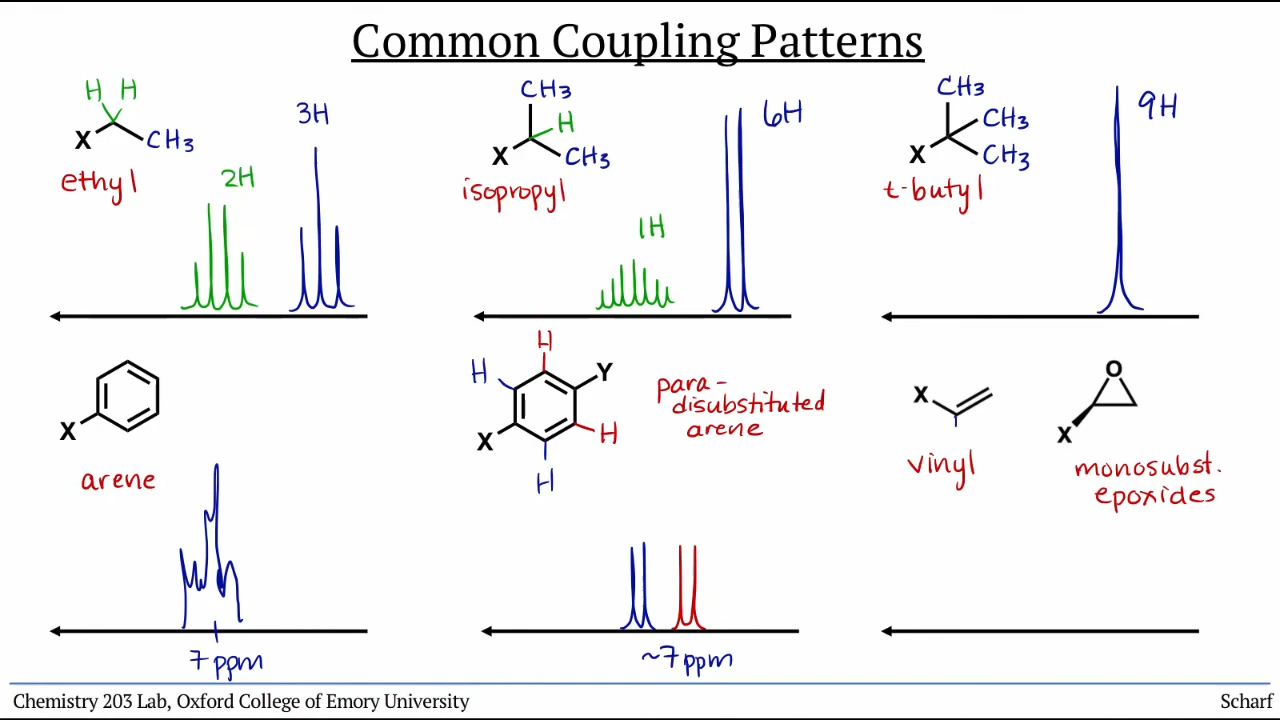 Common Coupling Patterns
H H
X CH3
ethyl
2H
3H
CH3
H
X CH3
isopropyl
1H
6H
CH3
CH3
X CH3
t-butyl
9H
X
arene
7 ppm
H
H Y
X H
H
para-
disubstituted
arene
~7 ppm
X
vinyl
O
X
monosubst.
epoxides
Chemistry 203 Lab, Oxford College of Emory University
Scharf